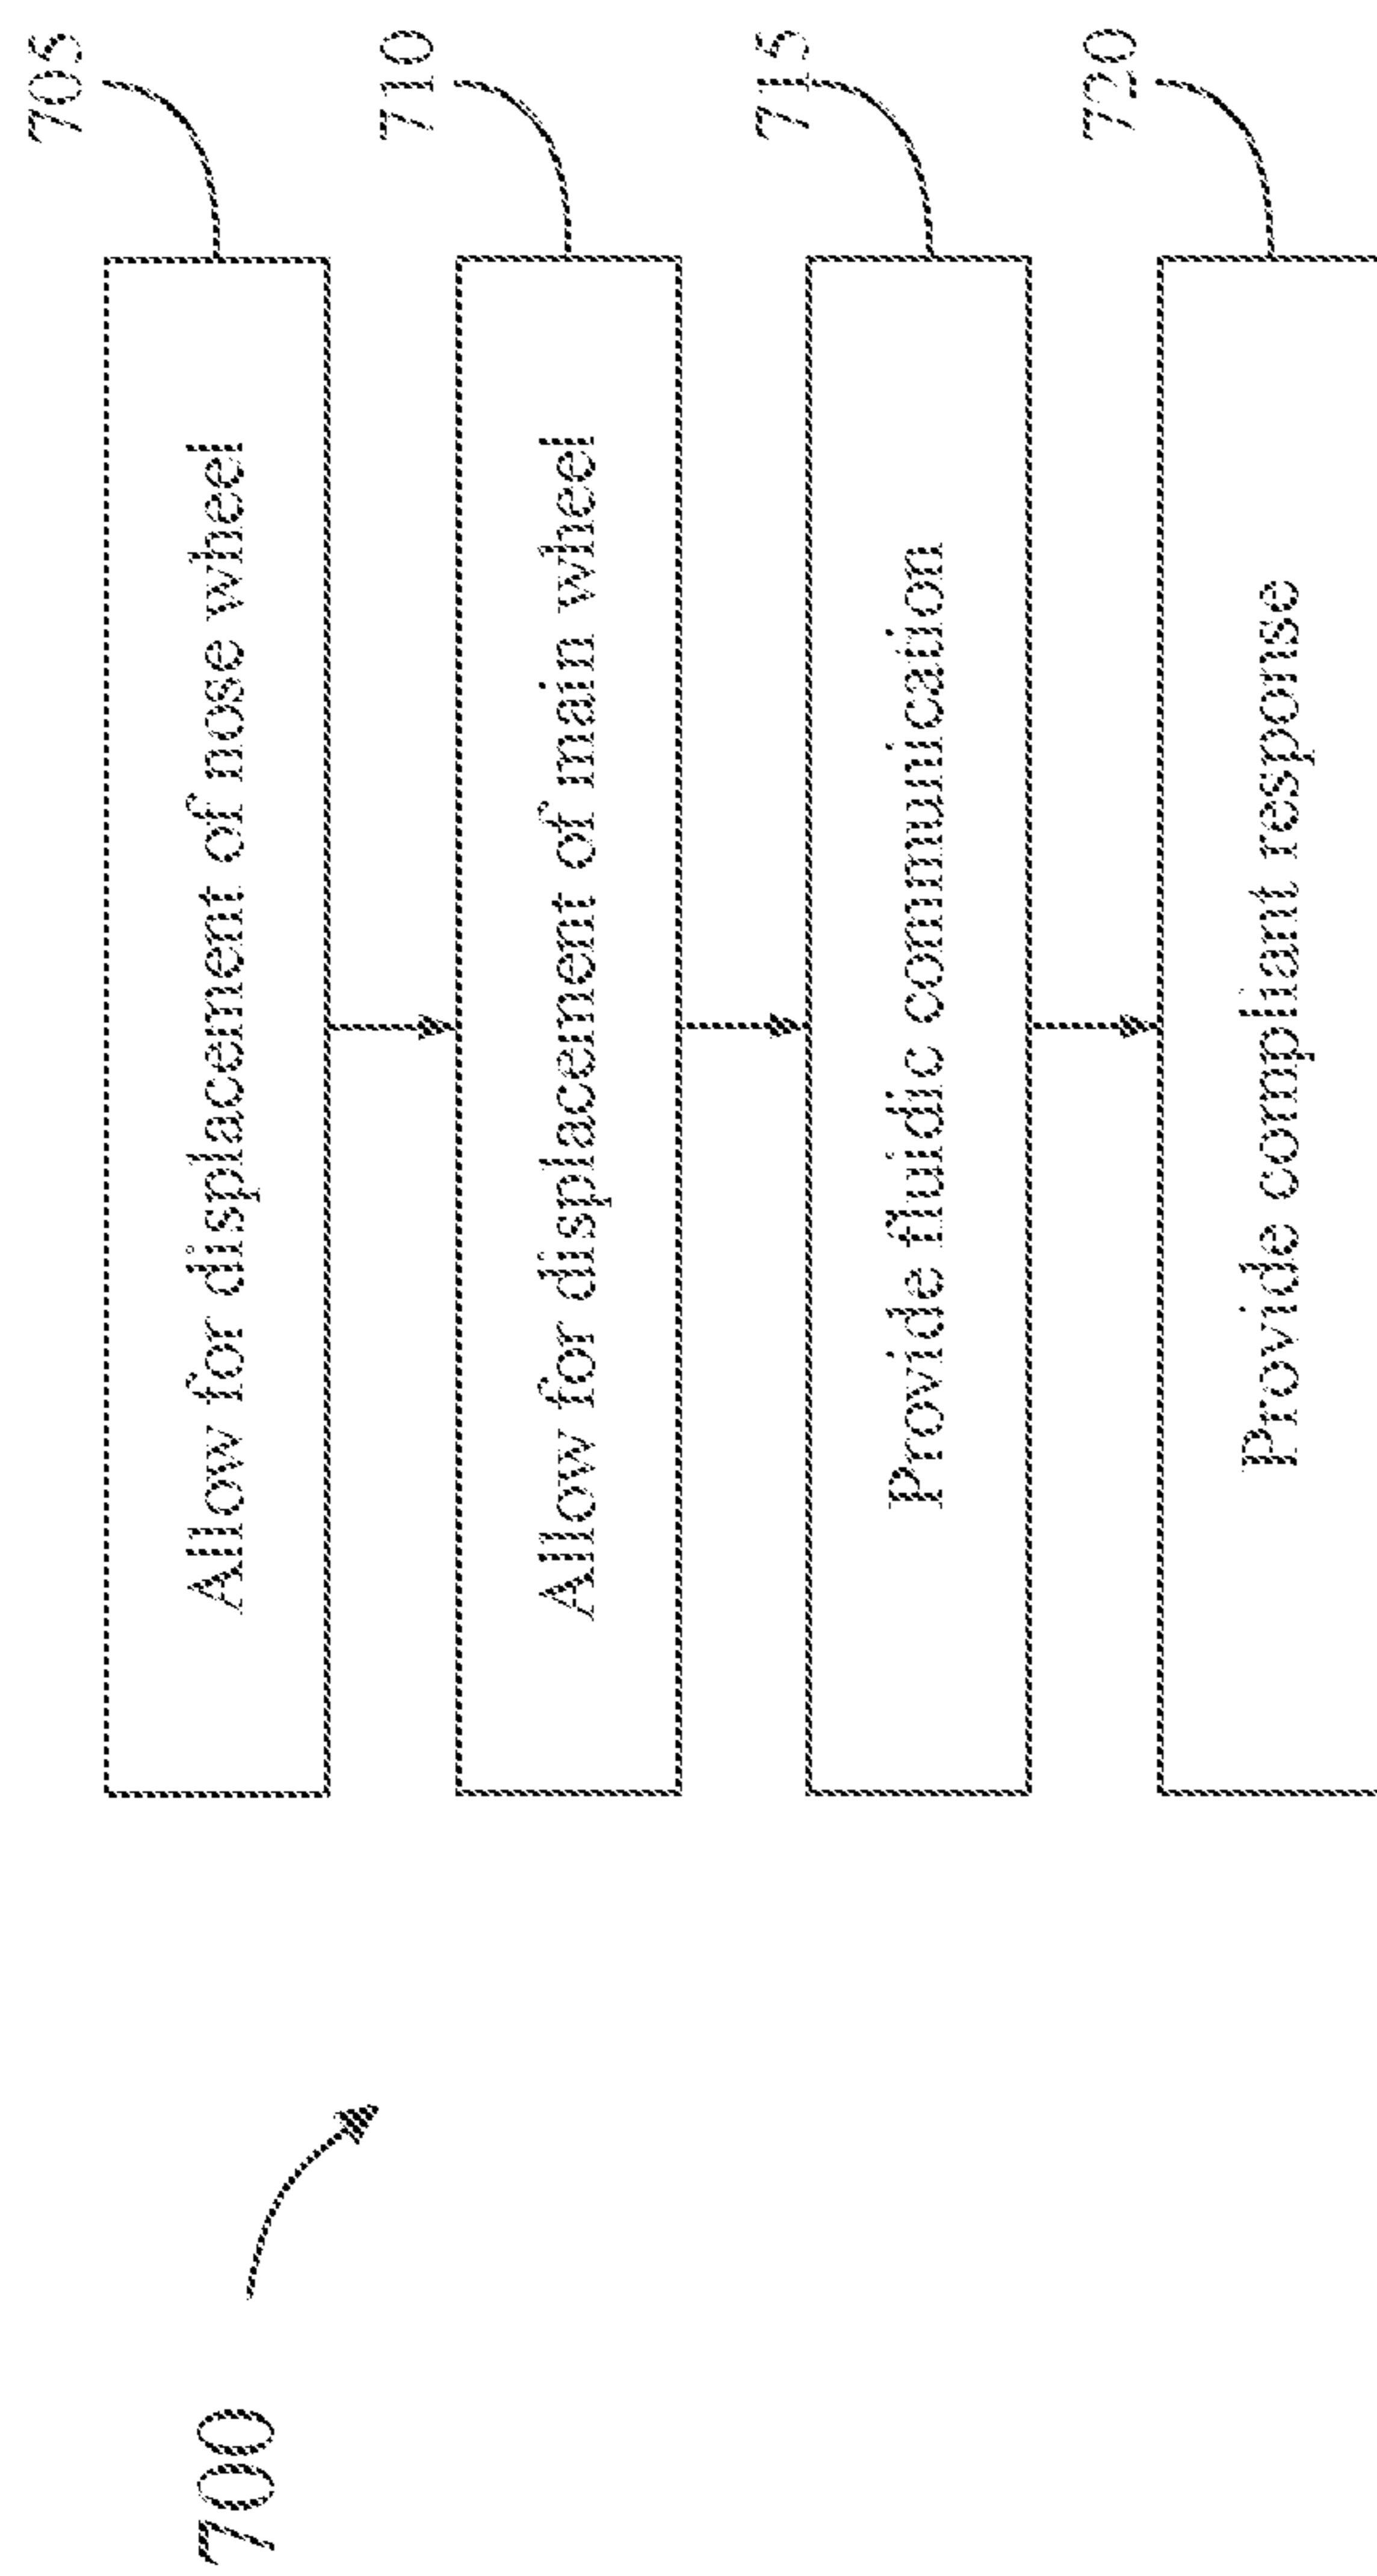 700
705
Allow for displacement of nose wheel
710
Allow for displacement of main wheel
715
Provide fluidic communication
720
Provide compliant response